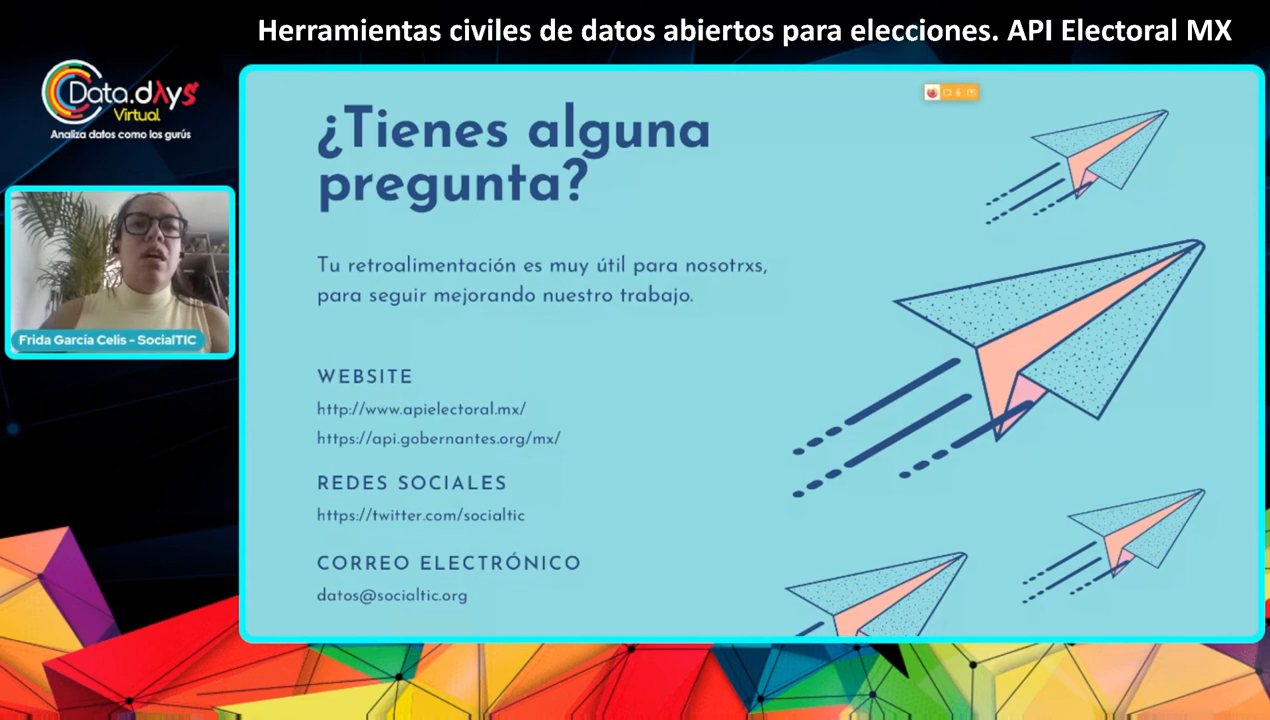 Herramientas civiles de datos abiertos para elecciones. API Electoral MX
Data.dλys
Virtual
Analiza datos como los gurús
Frida García Celis - SocialTIC
¿Tienes alguna
pregunta?
Tu retroalimentación es muy útil para nosotrxs,
para seguir mejorando nuestro trabajo.
WEBSITE
http://www.apielectoral.mx/
https://api.gobernantes.org/mx/
REDES SOCIALES
https://twitter.com/socialtic
CORREO ELECTRÓNICO
datos@socialtic.org